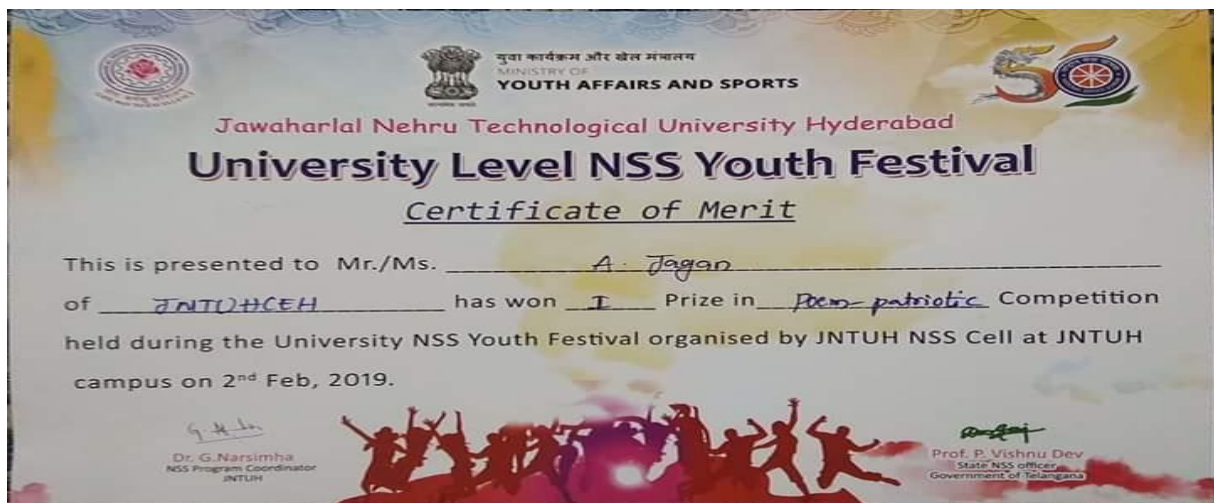 युवा कार्यक्रम और खेल मंत्रालय
MINISTRY OF
YOUTH AFFAIRS AND SPORTS
Jawaharlal Nehru Technological University Hyderabad
University Level NSS Youth Festival
Certificate of Merit
This is presented to Mr./Ms. A. Jagan
of JNTUHCEH has won I Prize in Poem-patriotic Competition
held during the University NSS Youth Festival organised by JNTUH NSS Cell at JNTUH
campus on 2nd Feb, 2019.
Dr. G.Narsimha
NSS Program Coordinator
JNTUH
Prof. P. Vishnu Dev
State NSS officer
Government of Telangana